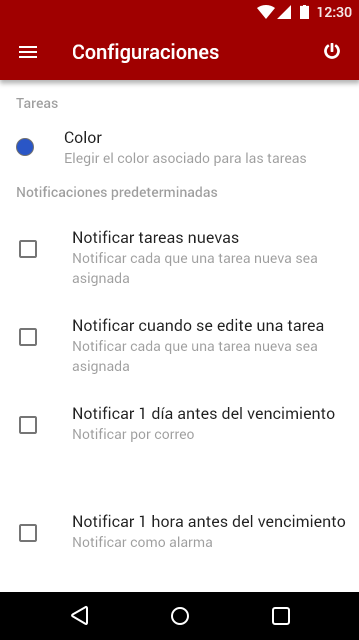 12:30
Configuraciones
Tareas
Color
Elegir el color asociado para las tareas
Notificaciones predeterminadas
Notificar tareas nuevas
Notificar cada que una tarea nueva sea
asignada
Notificar cuando se edite una tarea
Notificar cada que una tarea nueva sea
asignada
Notificar 1 día antes del vencimiento
Notificar por correo
Notificar 1 hora antes del vencimiento
Notificar como alarma